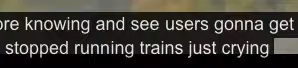 ore knowing and see users gonna get
stopped running trains just crying